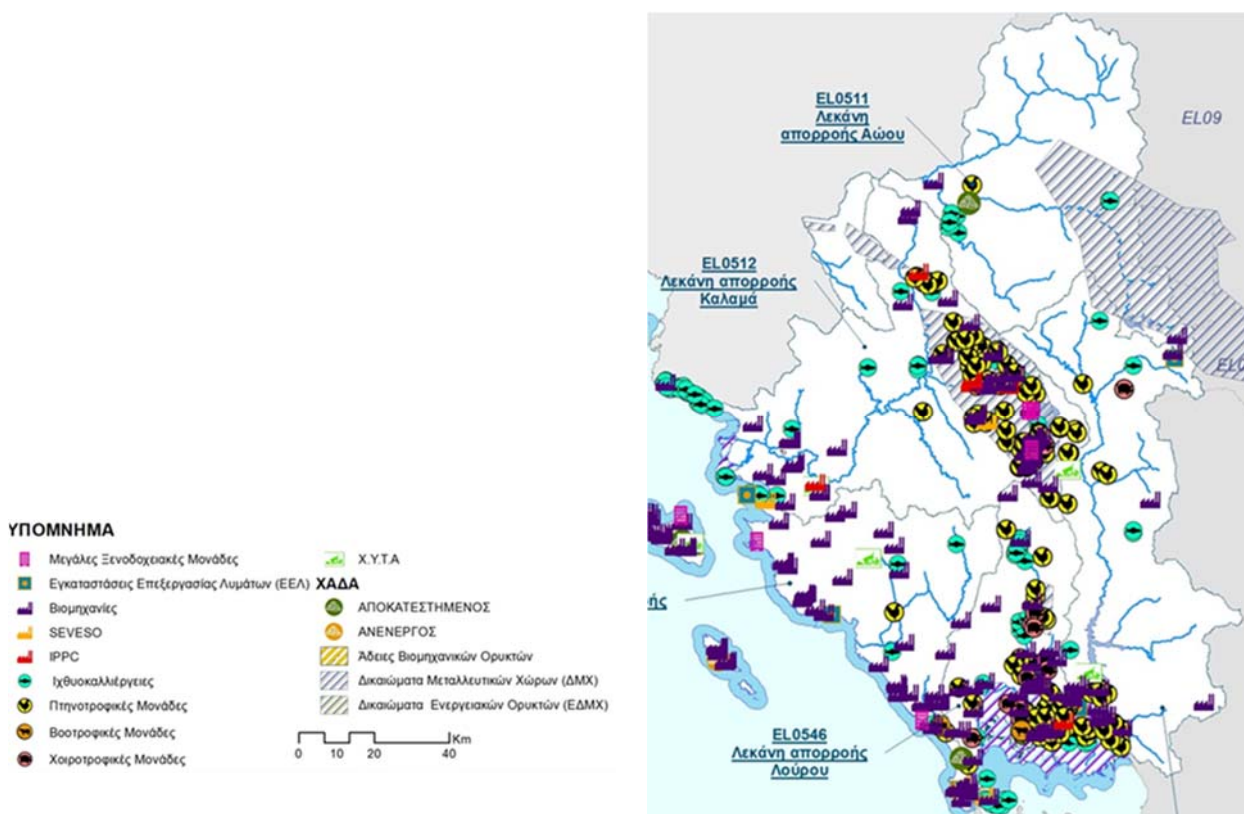 ΥΠΟΜΝΗΜΑ
Μεγάλες Ξενοδοχειακές Μονάδες
Εγκαταστάσεις Επεξεργασίας Λυμάτων (ΕΕΛ)
Βιομηχανίες
SEVESO
IPPC
Ιχθυοκαλλιέργειες
Πτηνοτροφικές Μονάδες
Βοοτροφικές Μονάδες
Χοιροτροφικές Μονάδες
Χ.Υ.Τ.Α
ΧΑΔΑ
ΑΠΟΚΑΤΕΣΤΗΜΕΝΟΣ
ΑΝΕΝΕΡΓΟΣ
Άδειες Βιομηχανικών Ορυκτών
Δικαιώματα Μεταλλευτικών Χώρων (ΔΜΧ)
Δικαιώματα Ενεργειακών Ορυκτών (ΕΔΜΧ)
Km
0 10 20 40
EL0511
Λεκάνη
απορροής Αώου
EL09
EL0512
Λεκάνη απορροής
Καλαμά
EL0546
Λεκάνη απορροής
Λούρου